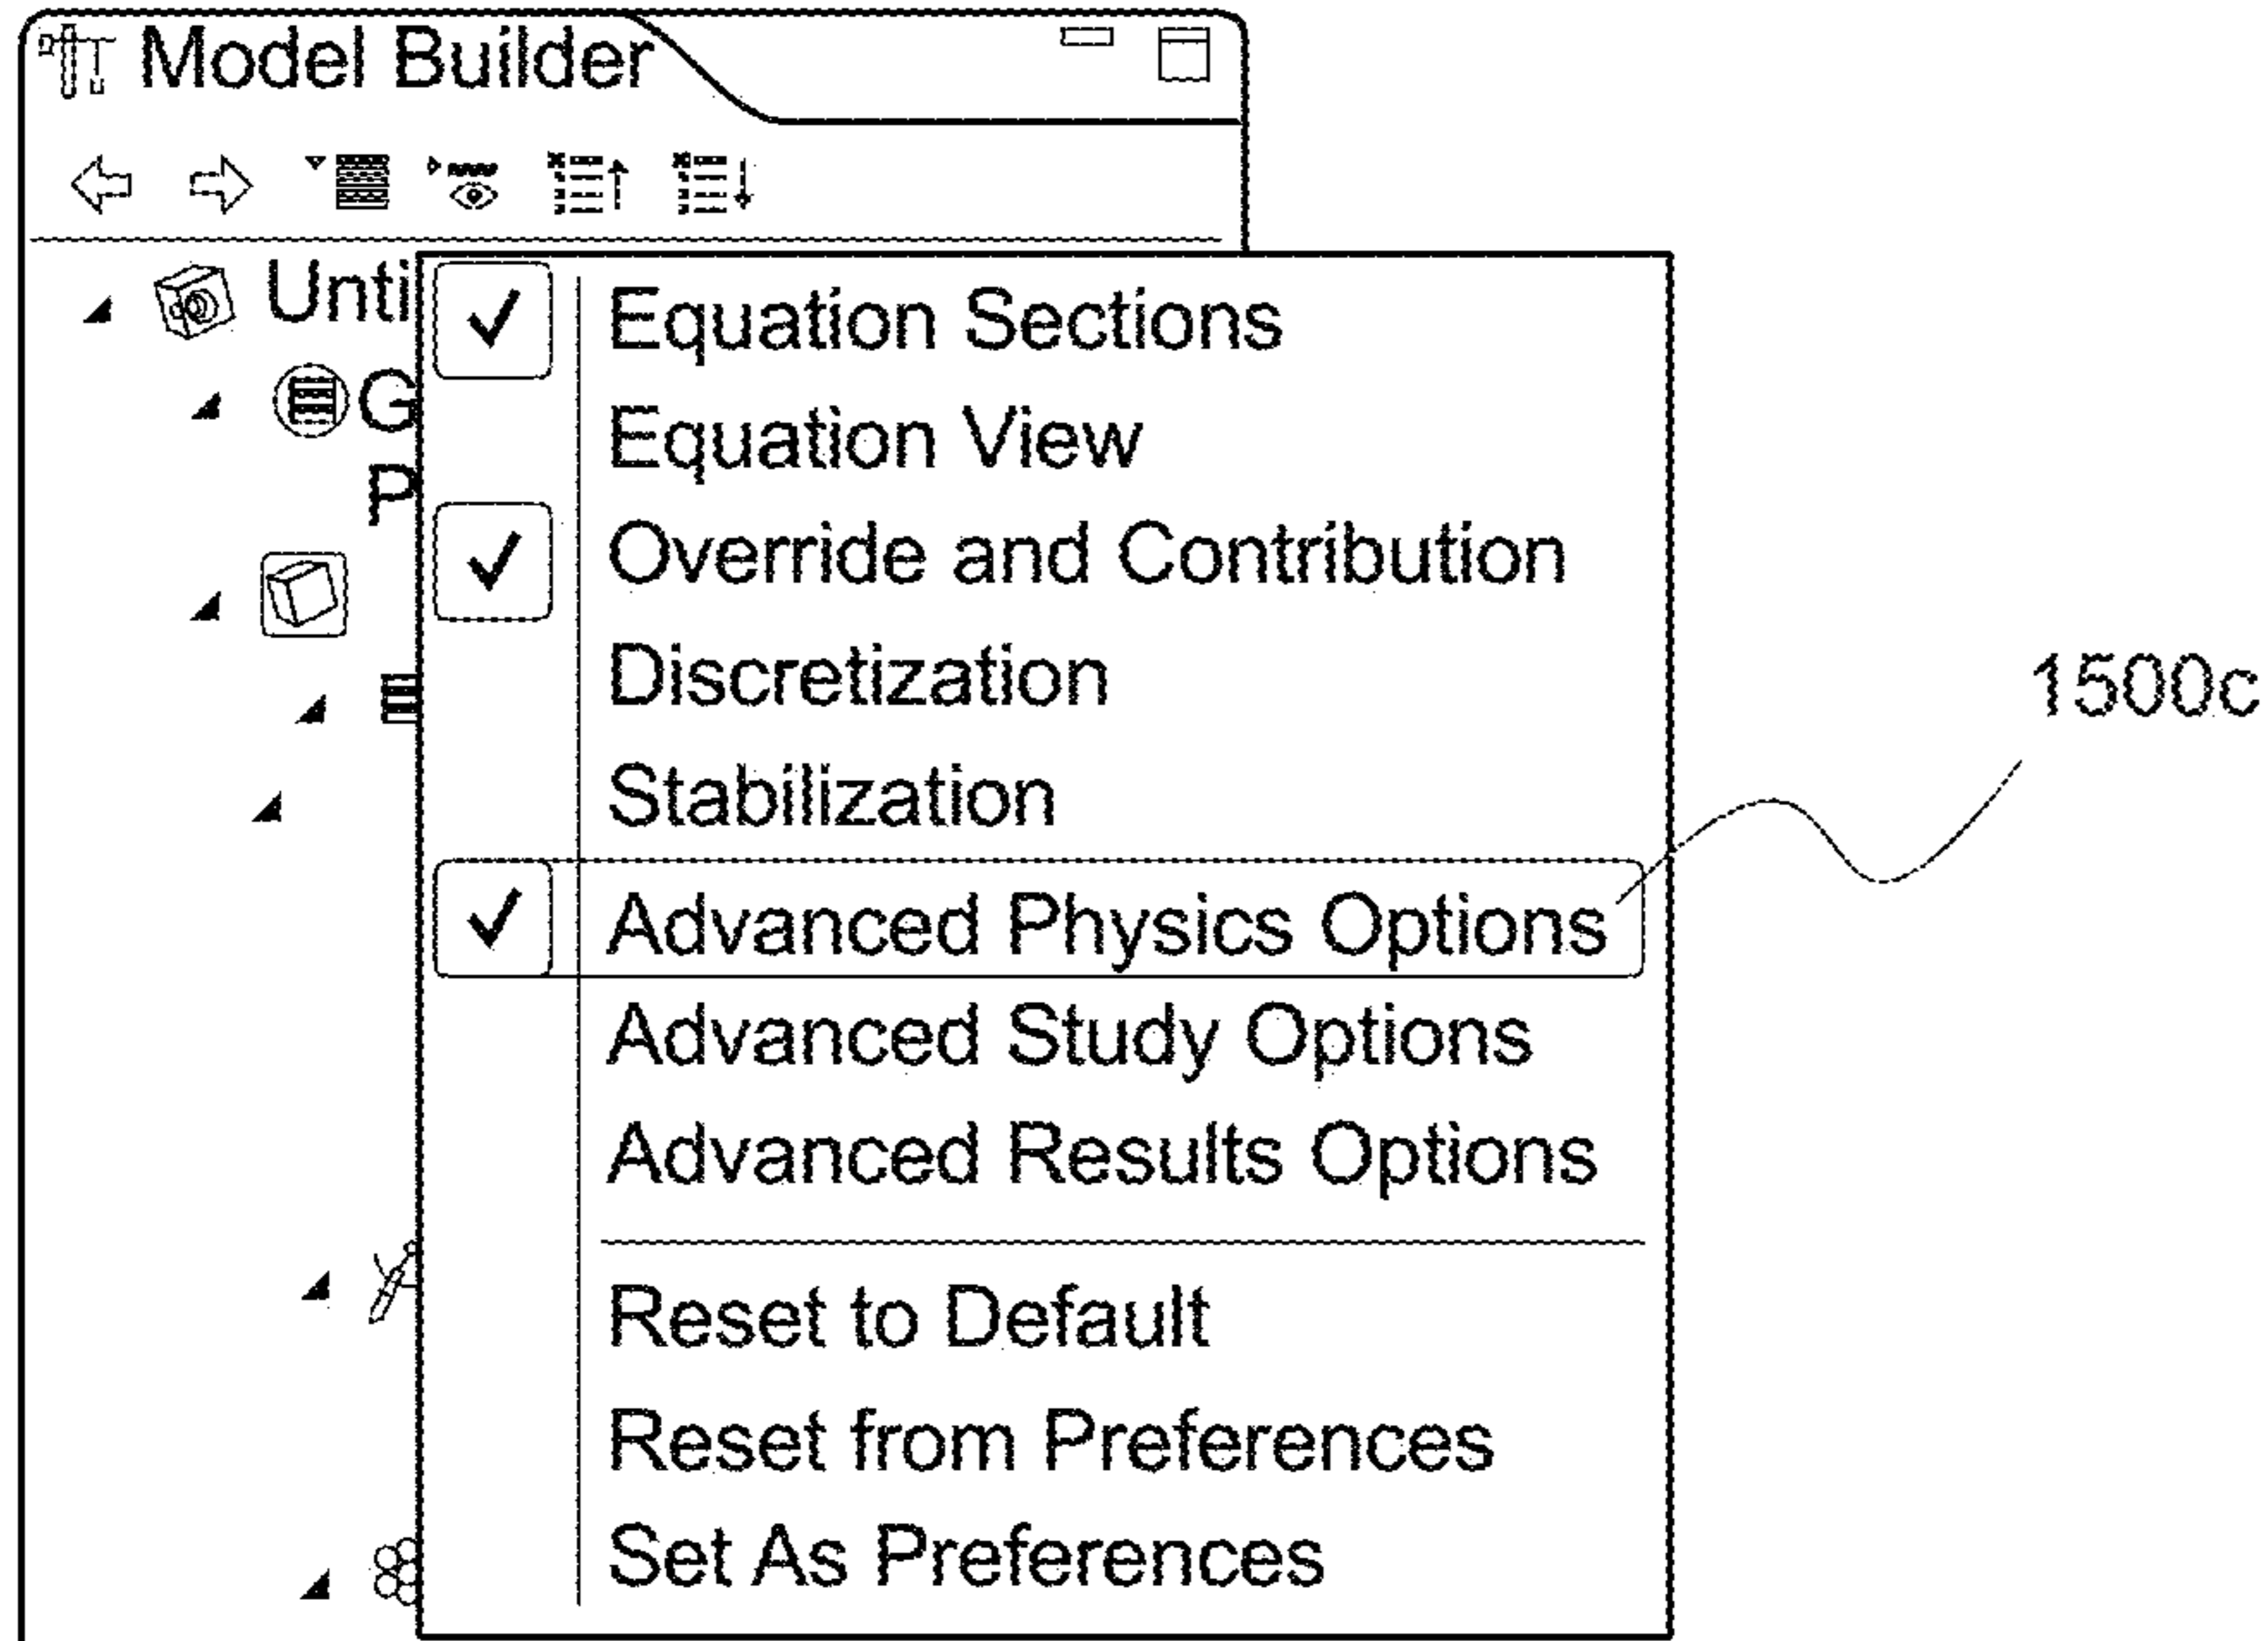 Model Builder
Unti
G
P
Equation Sections
Equation View
Override and Contribution
Discretization
Stabilization
Advanced Physics Options
Advanced Study Options
Advanced Results Options
Reset to Default
Reset from Preferences
Set As Preferences
1500c